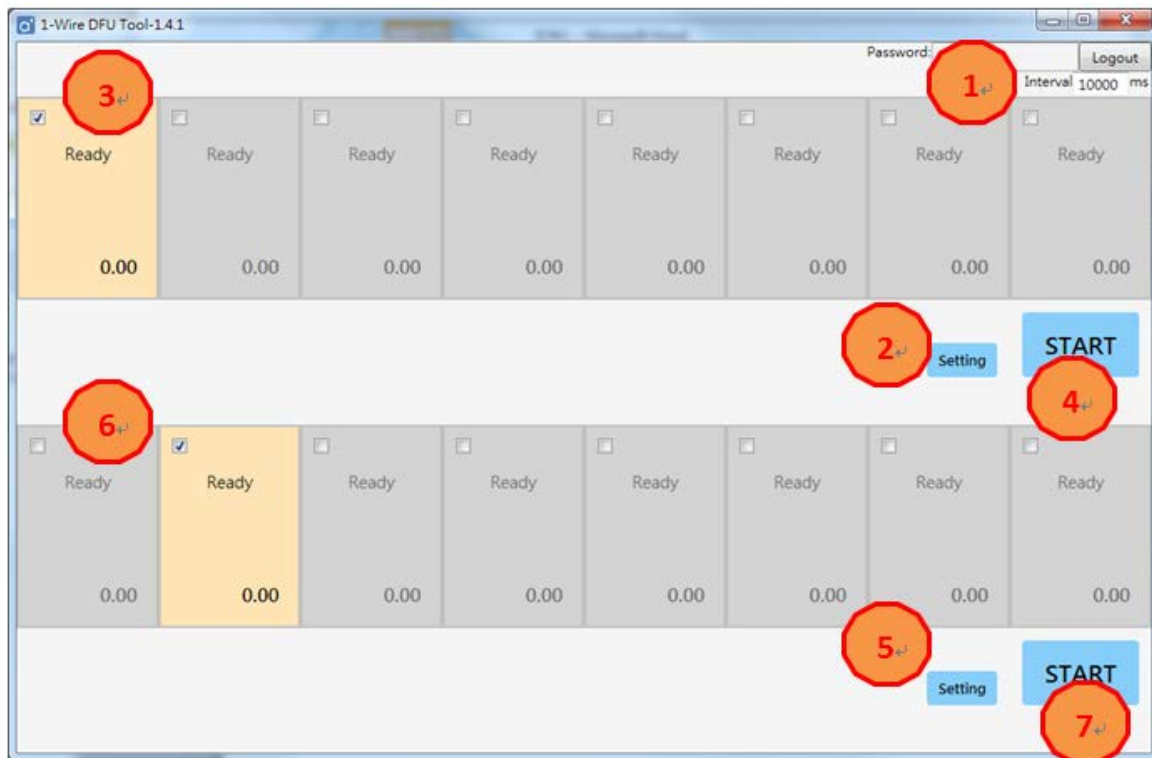 1-Wire DFU Tool-1.4.1
Password: Logout
1
Interval 10000 ms
3
Ready Ready Ready Ready Ready Ready Ready Ready
0.00 0.00 0.00 0.00 0.00 0.00 0.00 0.00
2 Setting START
4
6
Ready Ready Ready Ready Ready Ready Ready Ready
0.00 0.00 0.00 0.00 0.00 0.00 0.00 0.00
5 Setting START
7